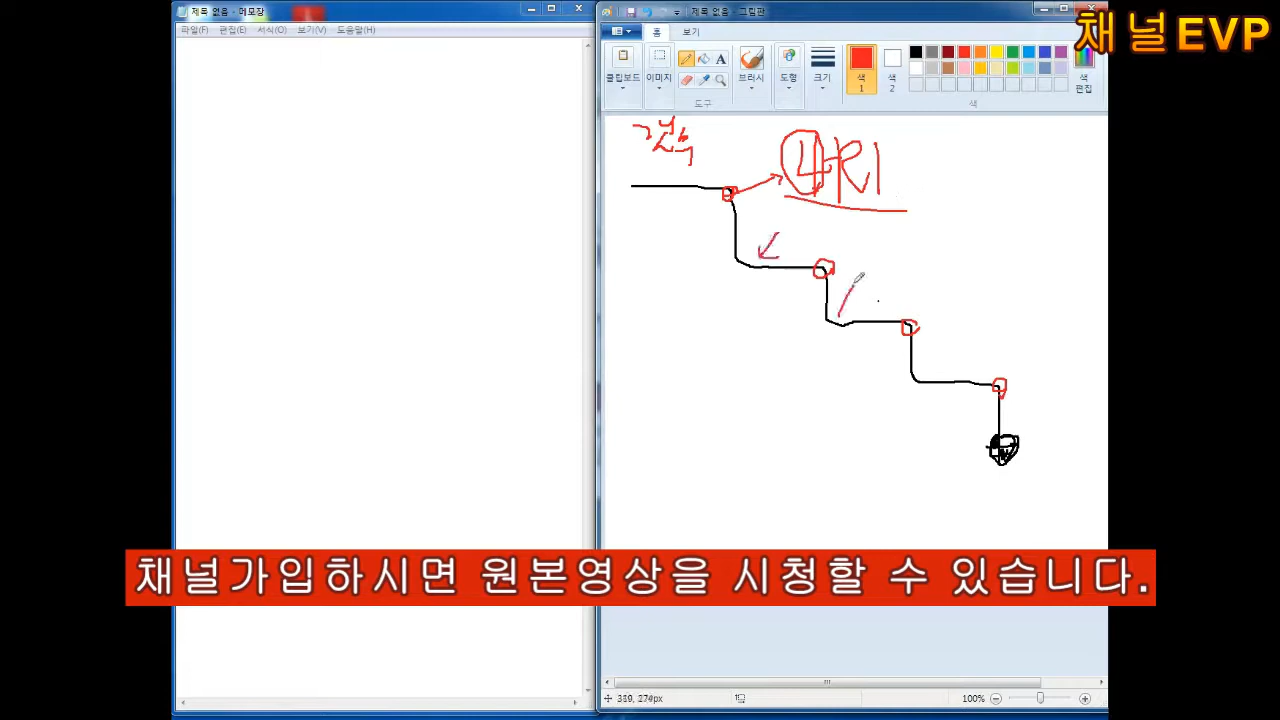 제목 없음 - 메모장
파일(F) 편집(E) 서식(O) 보기(V) 도움말(H)
제목 없음 - 그림판
채널EVP
홈 보기
A
클립보드 이미지 도구 브러시 도형 크기 색 1 색 2 색 색 편집
채널가입하시면 원본영상을 시청할 수 있습니다.
100%